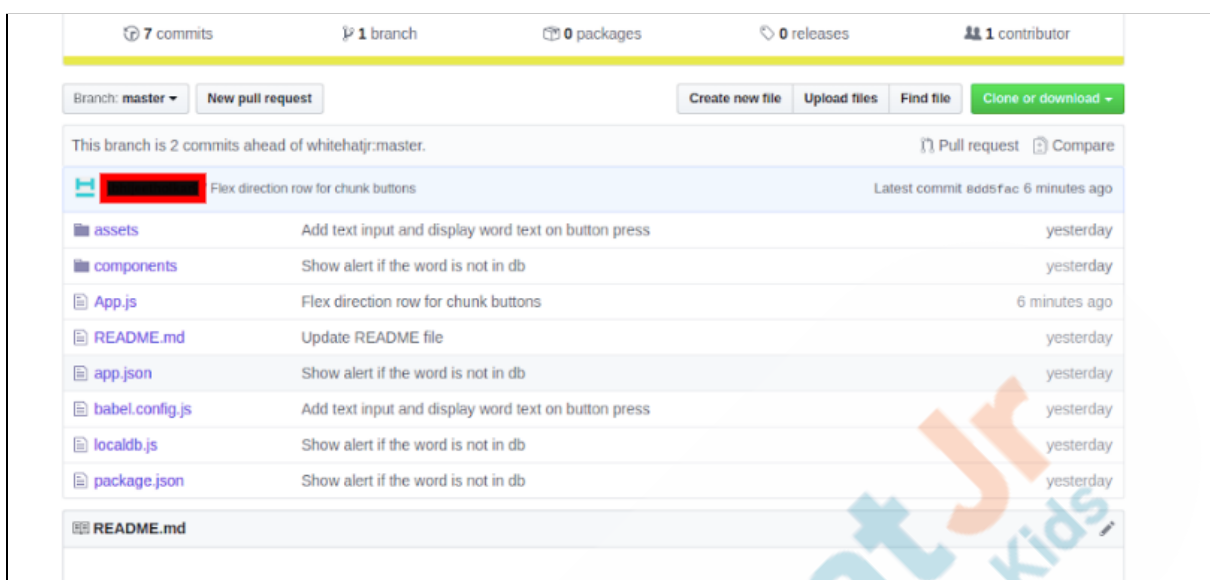 7 commits 1 branch 0 packages 0 releases 1 contributor
Branch: master New pull request Create new file Upload files Find file Clone or download
This branch is 2 commits ahead of whitehatjr:master. Pull request Compare
Flex direction row for chunk buttons Latest commit 8dd5fac 6 minutes ago
assets Add text input and display word text on button press yesterday
components Show alert if the word is not in db yesterday
App.js Flex direction row for chunk buttons 6 minutes ago
README.md Update README file yesterday
app.json Show alert if the word is not in db yesterday
babel.config.js Add text input and display word text on button press yesterday
localdb.js Show alert if the word is not in db yesterday
package.json Show alert if the word is not in db yesterday
README.md
Jr
Kids